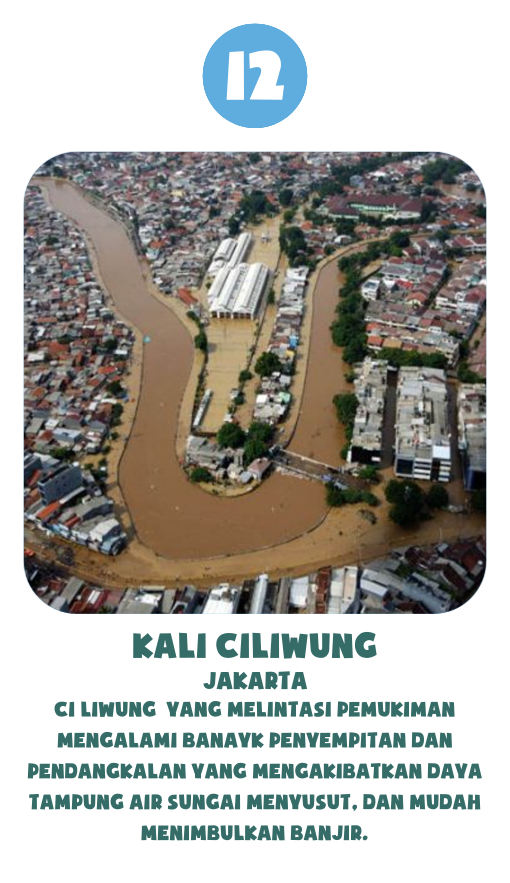 12
KALI CILIWUNG
JAKARTA
CI LIWUNG YANG MELINTASI PEMUKIMAN
MENGALAMI BANAYK PENYEMPITAN DAN
PENDANGKALAN YANG MENGAKIBATKAN DAYA
TAMPUNG AIR SUNGAI MENYUSUT, DAN MUDAH
MENIMBULKAN BANJIR.